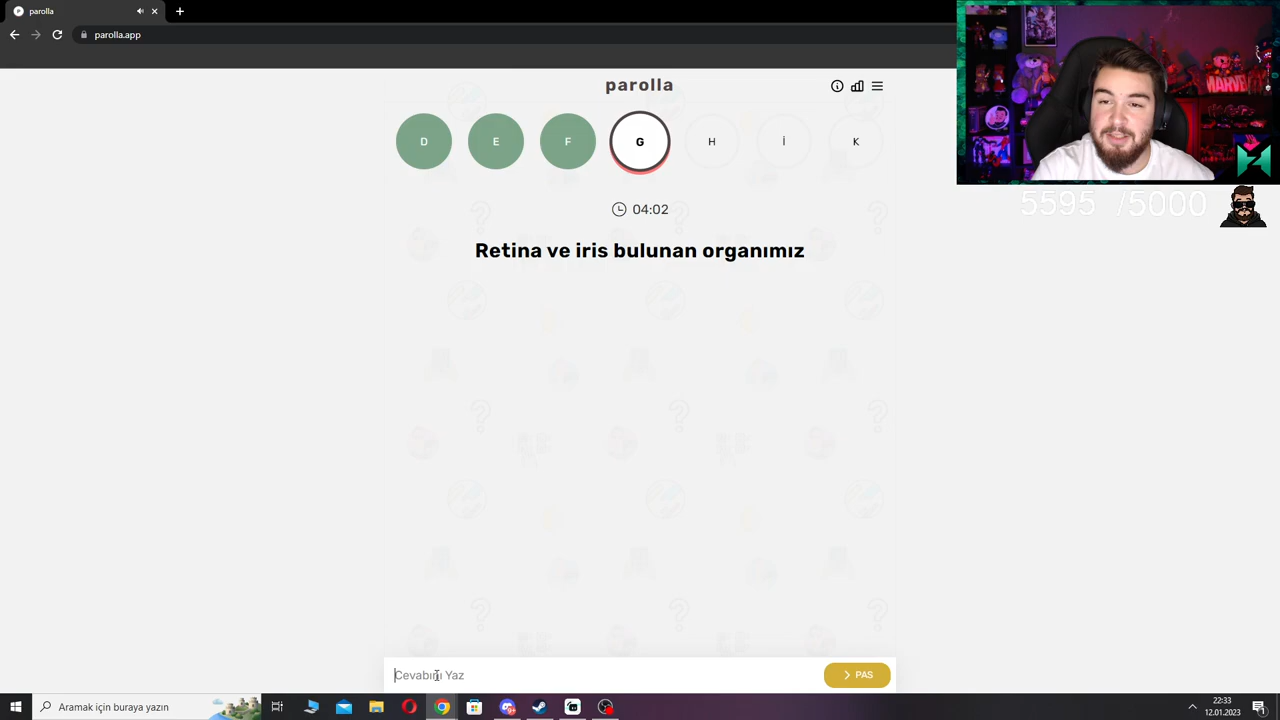 parolla
parolla.app
parolla
D E F G H İ K
04:02
Retina ve iris bulunan organımız
MARVEL
5595 /5000
Cevabını Yaz
PAS
Aramak için buraya yazın
22:33
12.01.2023